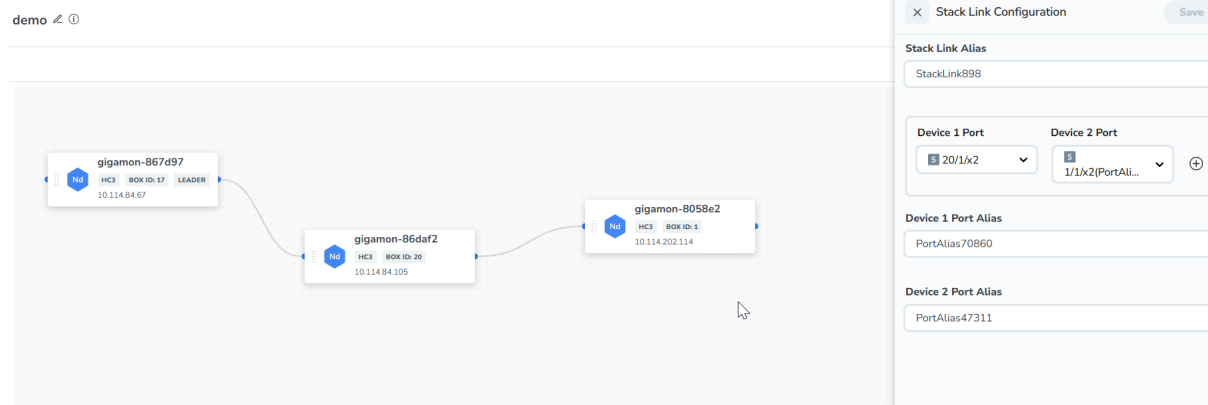 demo
Stack Link Configuration
Save
Stack Link Alias
StackLink898
Device 1 Port
Device 2 Port
S 20/1/x2
S
1/1/x2(PortAli...
Device 1 Port Alias
PortAlias70860
Device 2 Port Alias
PortAlias47311
gigamon-867d97
Nd
HC3 BOX ID: 17 LEADER
10.114.84.67
gigamon-86daf2
Nd
HC3 BOX ID: 20
10.114.84.105
gigamon-8058e2
Nd
HC3 BOX ID: 1
10.114.202.114